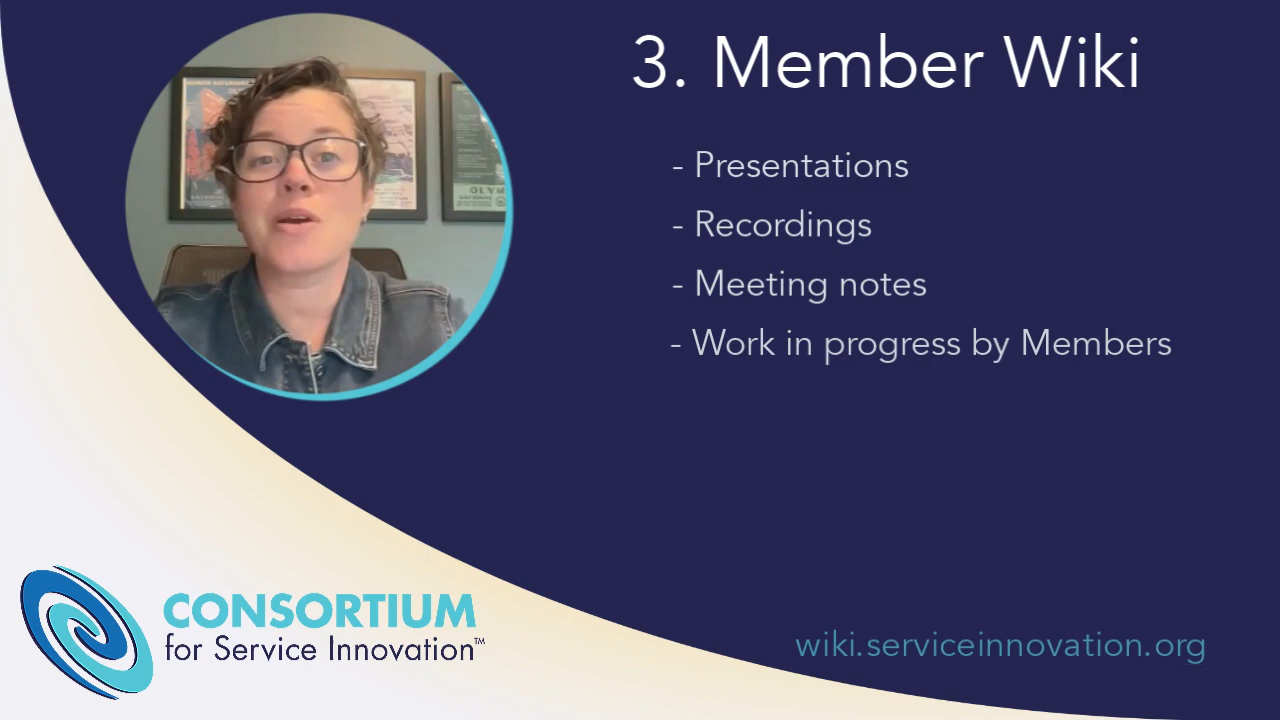 3. Member Wiki
- Presentations
- Recordings
- Meeting notes
- Work in progress by Members
CONSORTIUM
for Service Innovation™
wiki.serviceinnovation.org